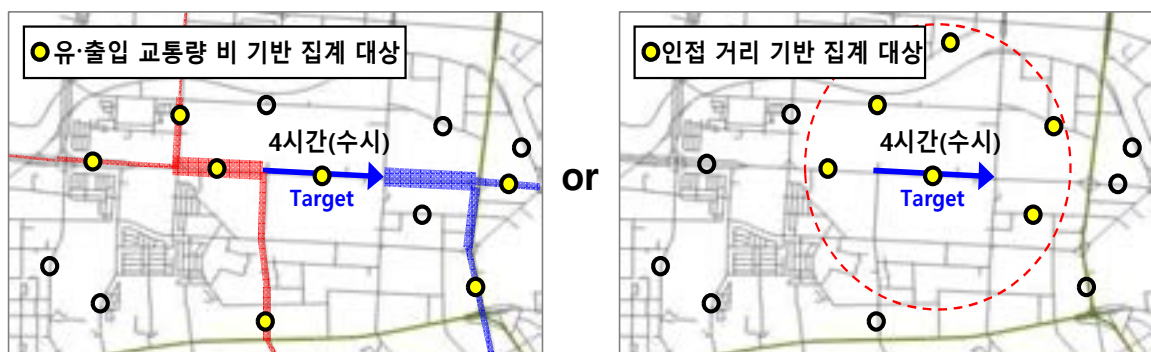 유·출입 교통량 비 기반 집계 대상
4시간(수시)
Target
or
인접 거리 기반 집계 대상
4시간(수시)
Target